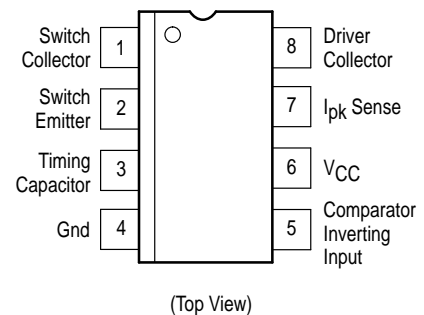 Switch
Collector
1
8
Driver
Collector
Switch
Emitter
2
7
Ipk Sense
Timing
Capacitor
3
6
VCC
Gnd
4
5
Comparator
Inverting
Input
(Top View)